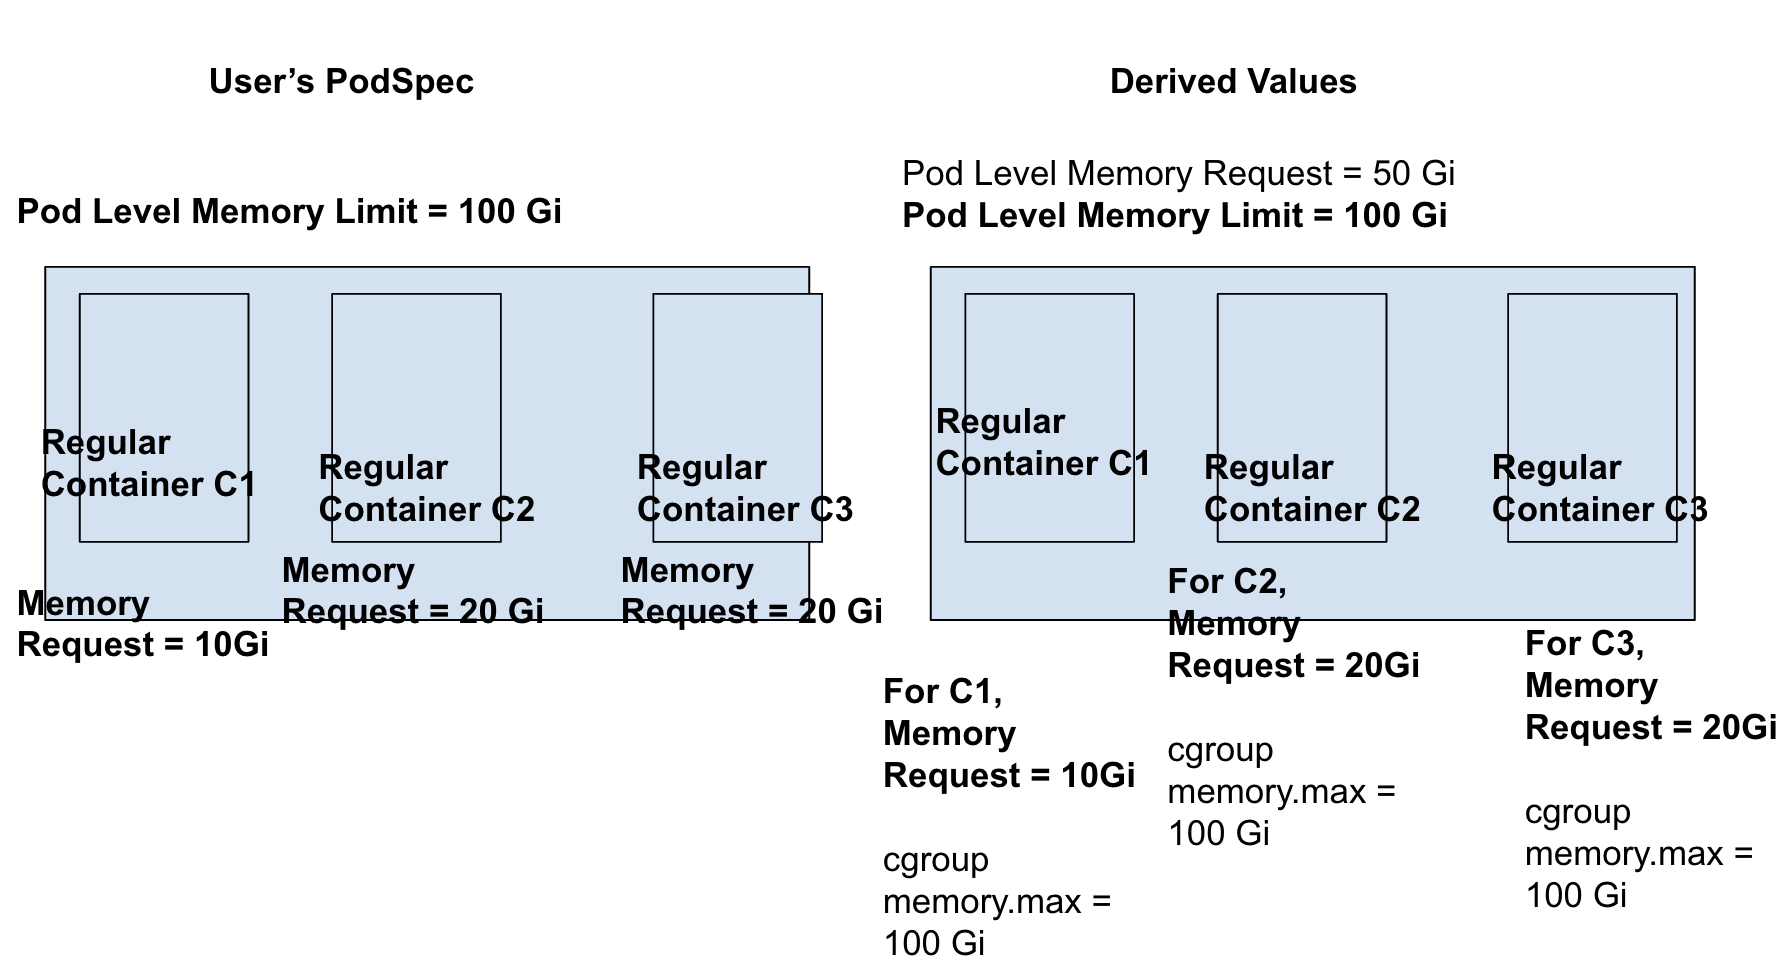 User’s PodSpec
Pod Level Memory Limit = 100 Gi
Regular
Container C1
Regular
Container C2
Regular
Container C3
Memory
Request = 10Gi
Memory
Request = 20 Gi
Memory
Request = 20 Gi
Derived Values
Pod Level Memory Request = 50 Gi
Pod Level Memory Limit = 100 Gi
Regular
Container C1
Regular
Container C2
Regular
Container C3
For C1,
Memory
Request = 10Gi
cgroup
memory.max =
100 Gi
For C2,
Memory
Request = 20Gi
cgroup
memory.max =
100 Gi
For C3,
Memory
Request = 20Gi
cgroup
memory.max =
100 Gi